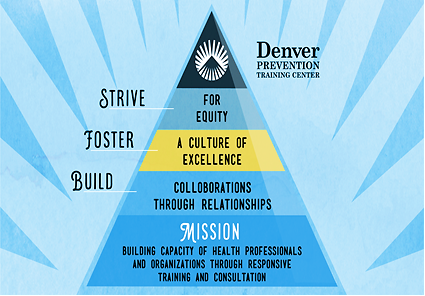 Denver
PREVENTION
TRAINING CENTER
STRIVE
FOR
EQUITY
FOSTER
A CULTURE OF
EXCELLENCE
BUILD
COLLOBORATIONS
THROUGH RELATIONSHIPS
MISSION
BUILDING CAPACITY OF HEALTH PROFESSIONALS
AND ORGANIZATIONS THROUGH RESPONSIVE
TRAINING AND CONSULTATION